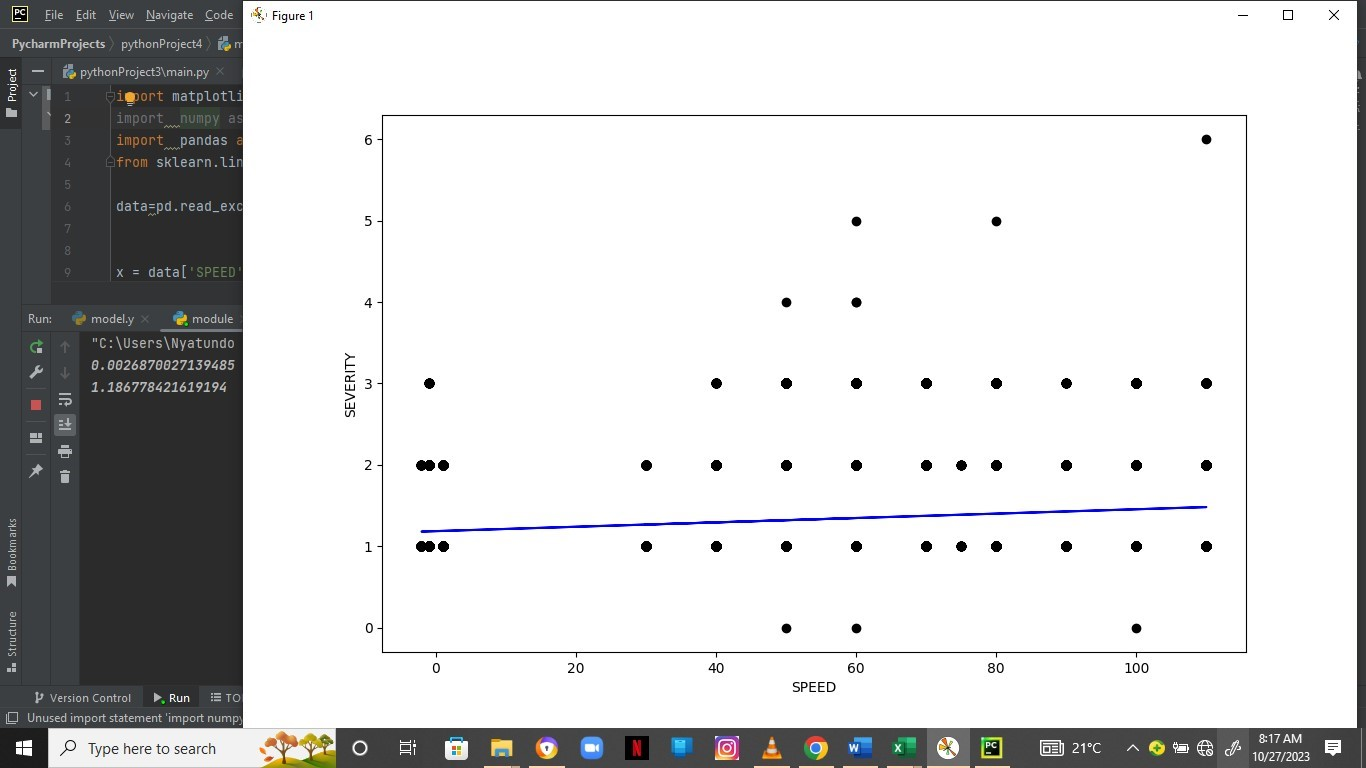 PC File Edit View Navigate Code
Figure 1
PycharmProjects pythonProject4 m
pythonProject3\main.py
Project
1 import matplotli
2 import numpy as
3 import pandas a
4 from sklearn.lin
5
6 data=pd.read_exc
7
8
9 x = data['SPEED'
Run: model.y module
"C:\Users\Nyatundo
0.0026870027139485
1.186778421619194
Bookmarks
Structure
6
5
4
3
2
1
0
SEVERITY
0 20 40 60 80 100
SPEED
Version Control Run TO
Unused import statement 'import numpy
Type here to search
N W X PC
21°C
8:17 AM
10/27/2023